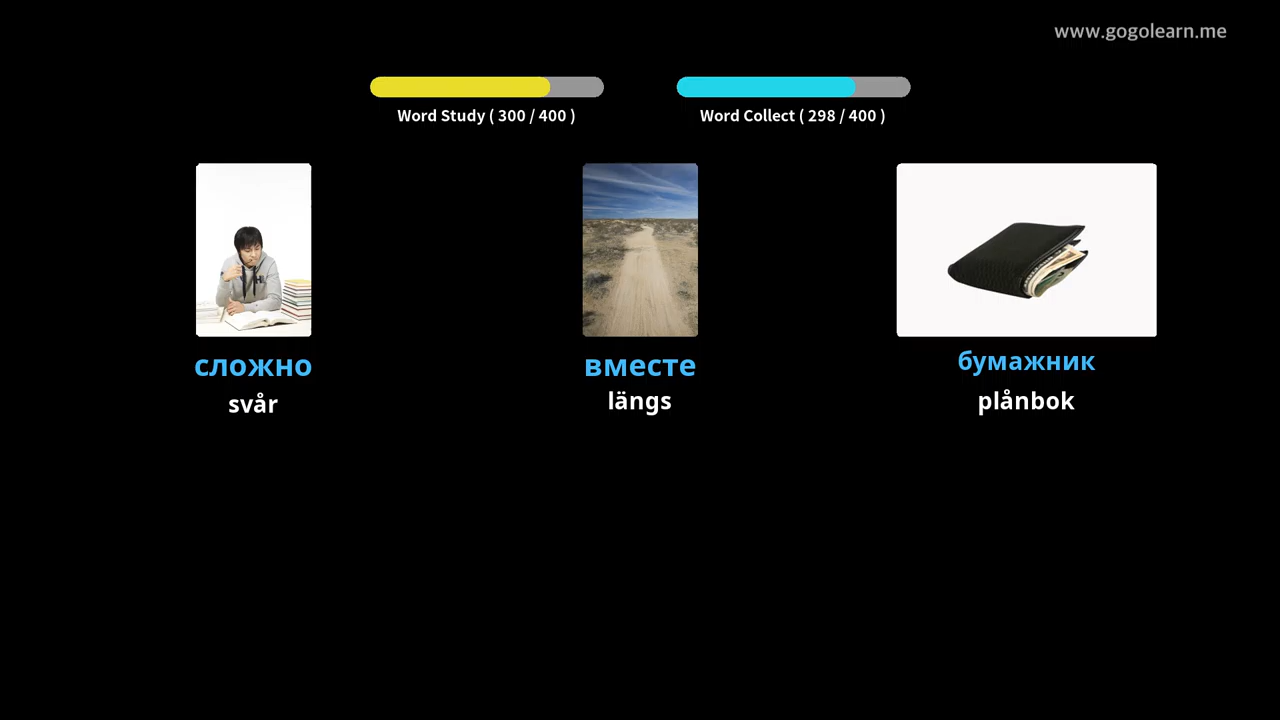 www.gogolearn.me
Word Study ( 300 / 400 )
Word Collect ( 298 / 400 )
сложно
svår
вместе
längs
бумажник
plånbok